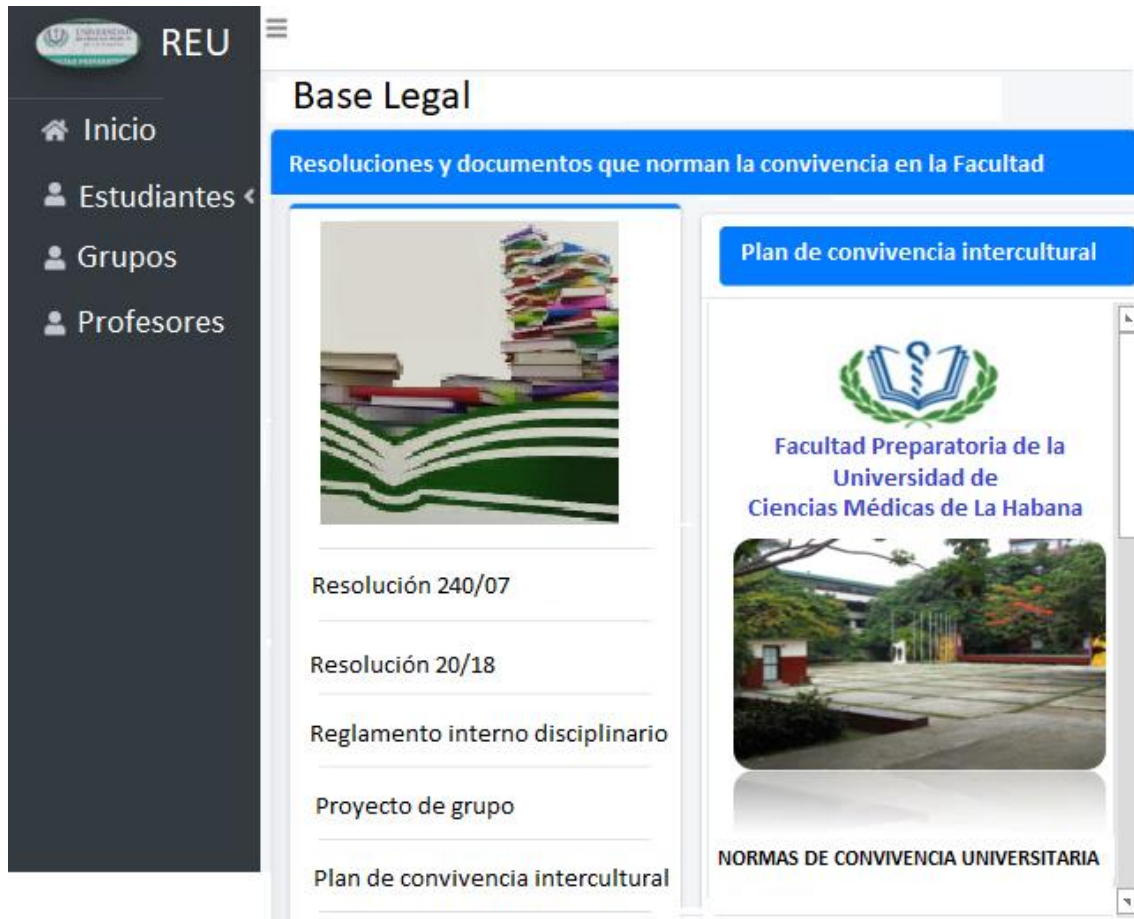 REU
Inicio
Estudiantes
Grupos
Profesores
Base Legal
Resoluciones y documentos que norman la convivencia en la Facultad
Resolución 240/07
Resolución 20/18
Reglamento interno disciplinario
Proyecto de grupo
Plan de convivencia intercultural
Plan de convivencia intercultural
Facultad Preparatoria de la
Universidad de
Ciencias Médicas de La Habana
NORMAS DE CONVIVENCIA UNIVERSITARIA